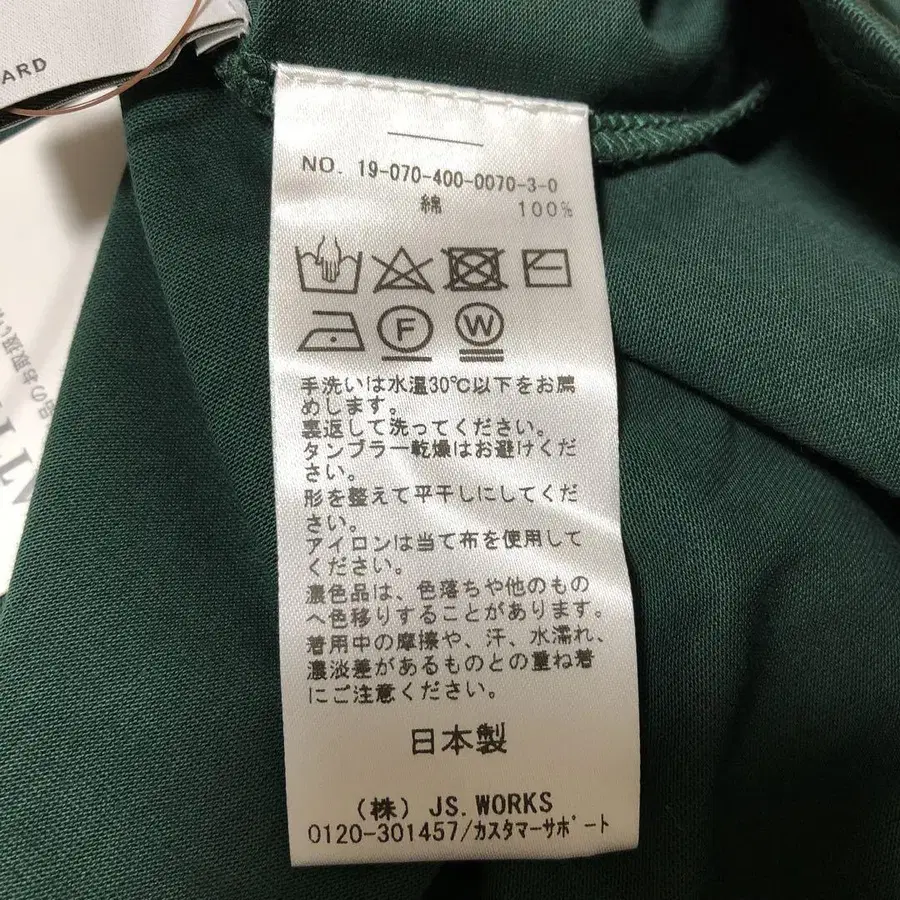 ARD
NO. 19-070-400-0070-3-0
綿 100%
F W
手洗いは水温30℃以下をお薦
めします。
裏返して洗ってください。
タンブラー乾燥はお避けくだ
さい。
形を整えて平干しにしてくだ
さい。
アイロンは当て布を使用して
ください。
濃色品は、色落ちや他のもの
へ色移りすることがあります。
着用中の摩擦や、汗、水濡れ、
濃淡差があるものとの重ね着
にご注意ください。
日本製
(株) JS.WORKS
0120-301457/カスタマーサポート
品のお取扱い